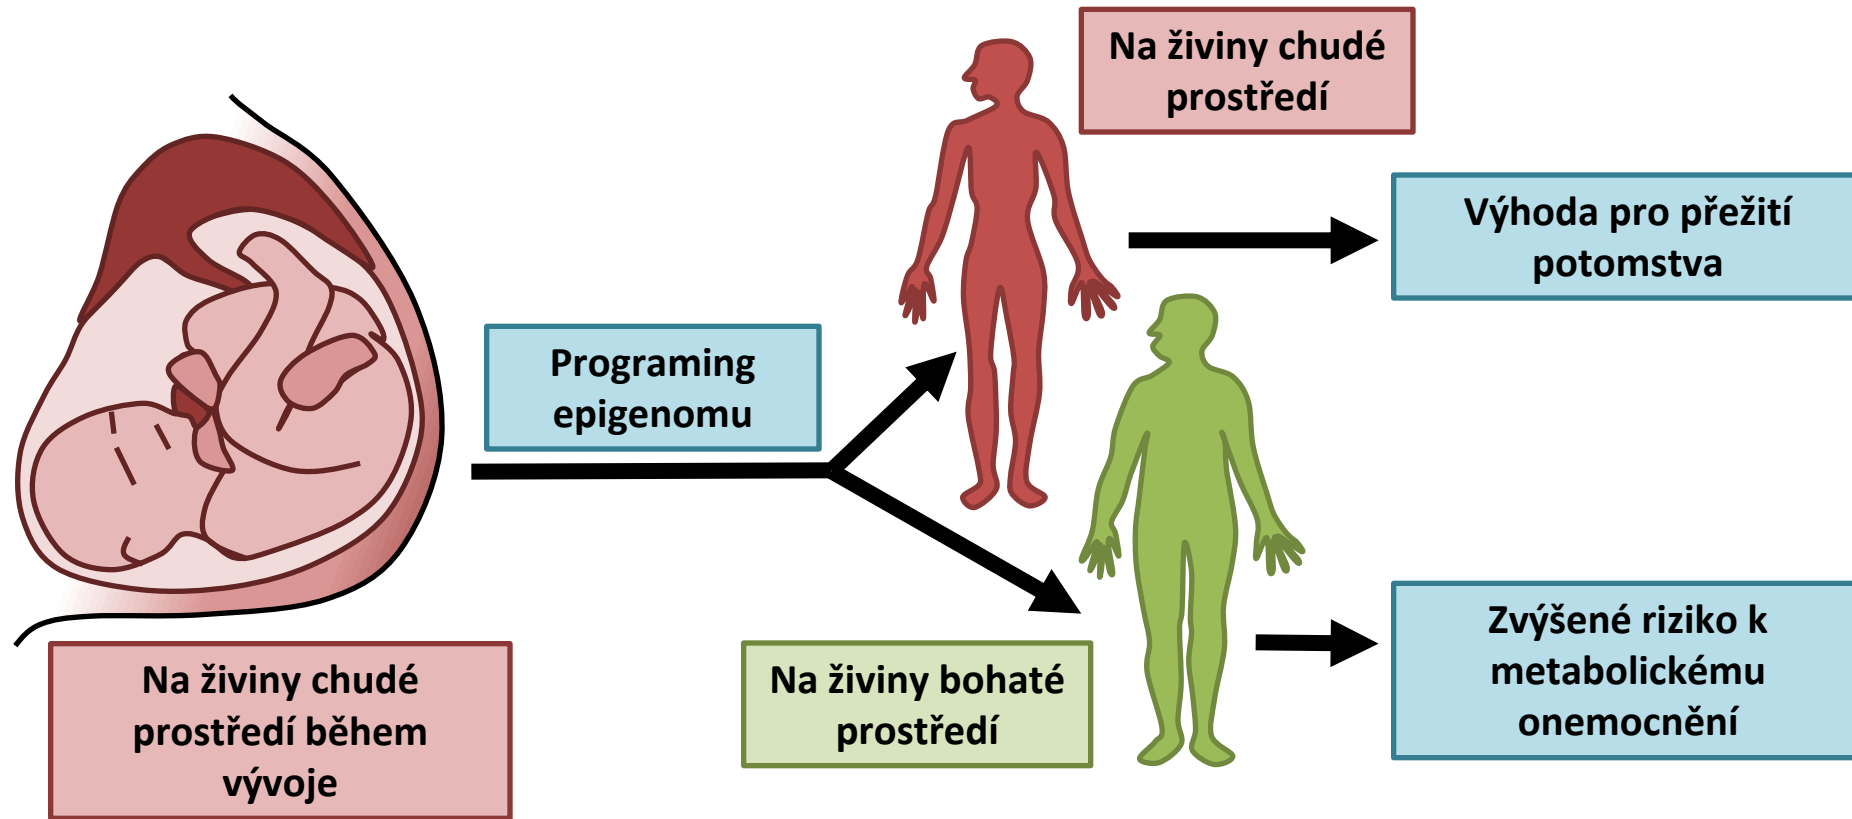 Na živiny chudé
prostředí
Výhoda pro přežití
potomstva
Programing
epigenomu
Na živiny chudé
prostředí během
vývoje
Na živiny bohaté
prostředí
Zvýšené riziko k
metabolickému
onemocnění